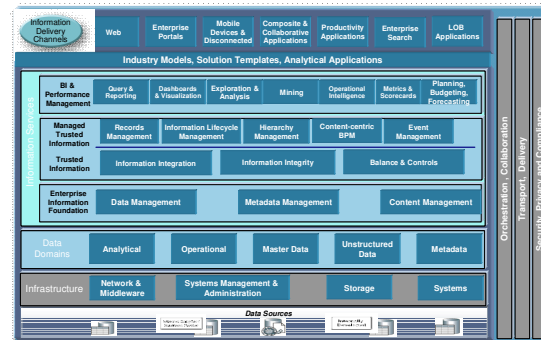 Information
Delivery
Channels
Web
Enterprise
Portals
Mobile
Devices &
Disconnected
Composite &
Collaborative
Applications
Productivity
Applications
Enterprise
Search
LOB
Applications
Industry Models, Solution Templates, Analytical Applications
Information Services
BI &
Performance
Management
Query &
Reporting
Dashboards
& Visualization
Exploration &
Analysis
Mining
Operational
Intelligence
Metrics &
Scorecards
Planning,
Budgeting,
Forecasting
Managed
Trusted
Information
Records
Management
Information Lifecycle
Management
Hierarchy
Management
Content-centric
BPM
Event
Management
Trusted
Information
Information Integration
Information Integrity
Balance & Controls
Enterprise
Information
Foundation
Data Management
Metadata Management
Content Management
Data
Domains
Analytical
Operational
Master Data
Unstructured
Data
Metadata
Infrastructure
Network &
Middleware
Systems Management &
Administration
Storage
Systems
Data Sources
Orchestration, Collaboration
Transport, Delivery
Security, Privacy and Compliance